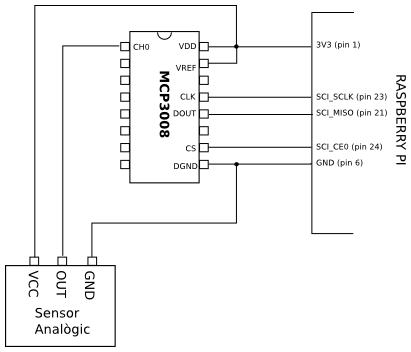 CH0
VDD
VREF
CLK
DOUT
CS
DGND
MCP3008
3V3 (pin 1)
SCI_SCLK (pin 23)
SCI_MISO (pin 21)
SCI_CE0 (pin 24)
GND (pin 6)
RASPBERRY PI
VCC
OUT
GND
Sensor
Analògic